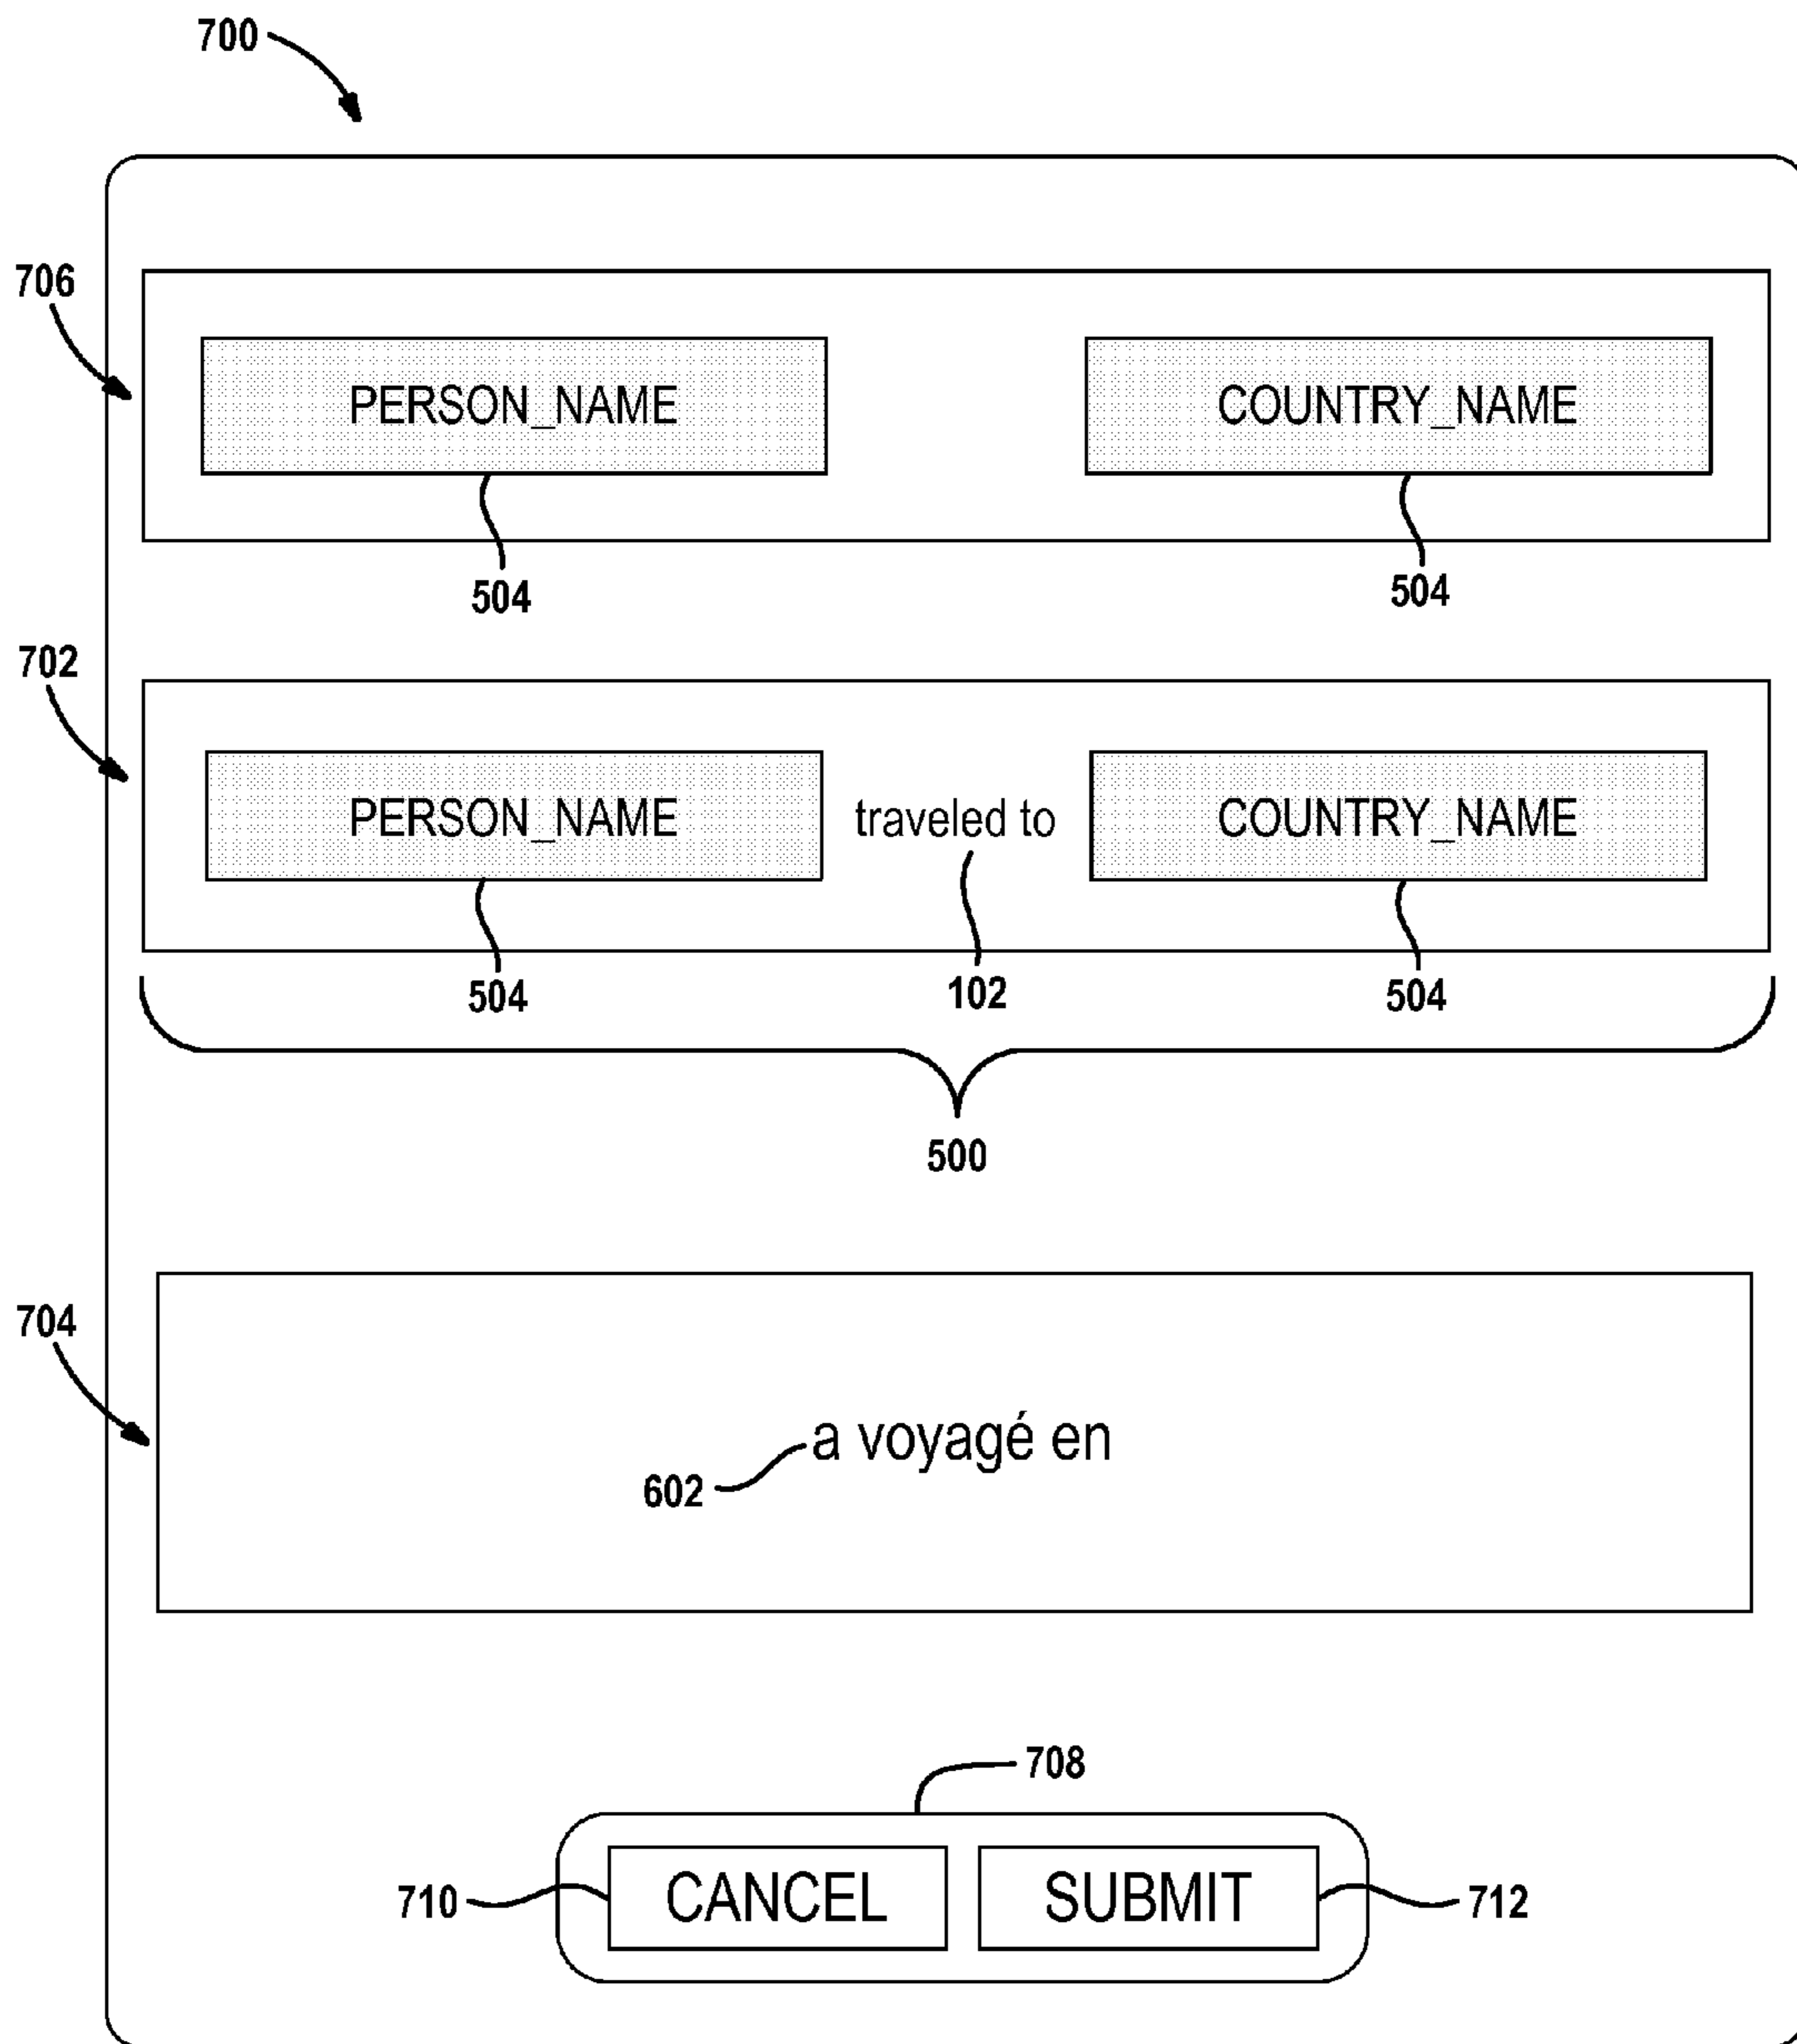 700
706
PERSON_NAME COUNTRY_NAME
504 504
702
PERSON_NAME traveled to COUNTRY_NAME
504 102 504
500
704
a voyagé en
602
708
710 CANCEL SUBMIT 712